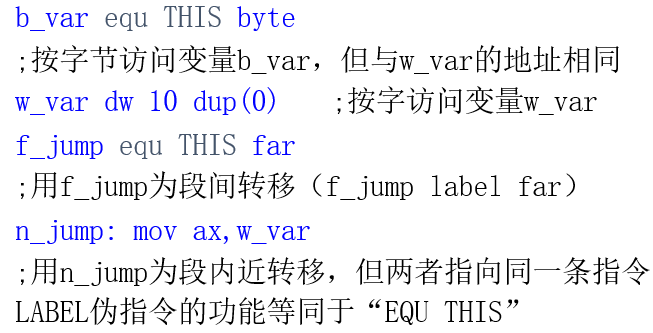 b_var equ THIS byte
;按字节访问变量b_var，但与w_var的地址相同
w_var dw 10 dup(0)   ;按字访问变量w_var
f_jump equ THIS far
;用f_jump为段间转移（f_jump label far）
n_jump: mov ax,w_var
;用n_jump为段内近转移，但两者指向同一条指令
LABEL伪指令的功能等同于“EQU THIS”